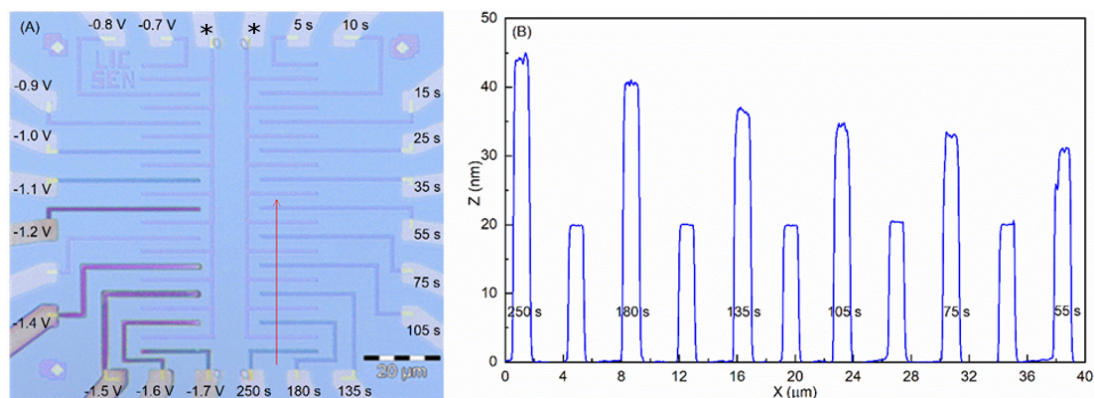 (A)
-0.8 V -0.7 V * * 5 s 10 s
LIC
SEN
-0.9 V
15 s
-1.0 V
25 s
-1.1 V
35 s
-1.2 V
55 s
75 s
-1.4 V
105 s
20 μm
-1.5 V -1.6 V -1.7 V 250 s 180 s 135 s
(B)
Z (nm)
50
40
30
20
10
0
250 s 180 s 135 s 105 s 75 s 55 s
0 4 8 12 16 20 24 28 32 36 40
X (μm)